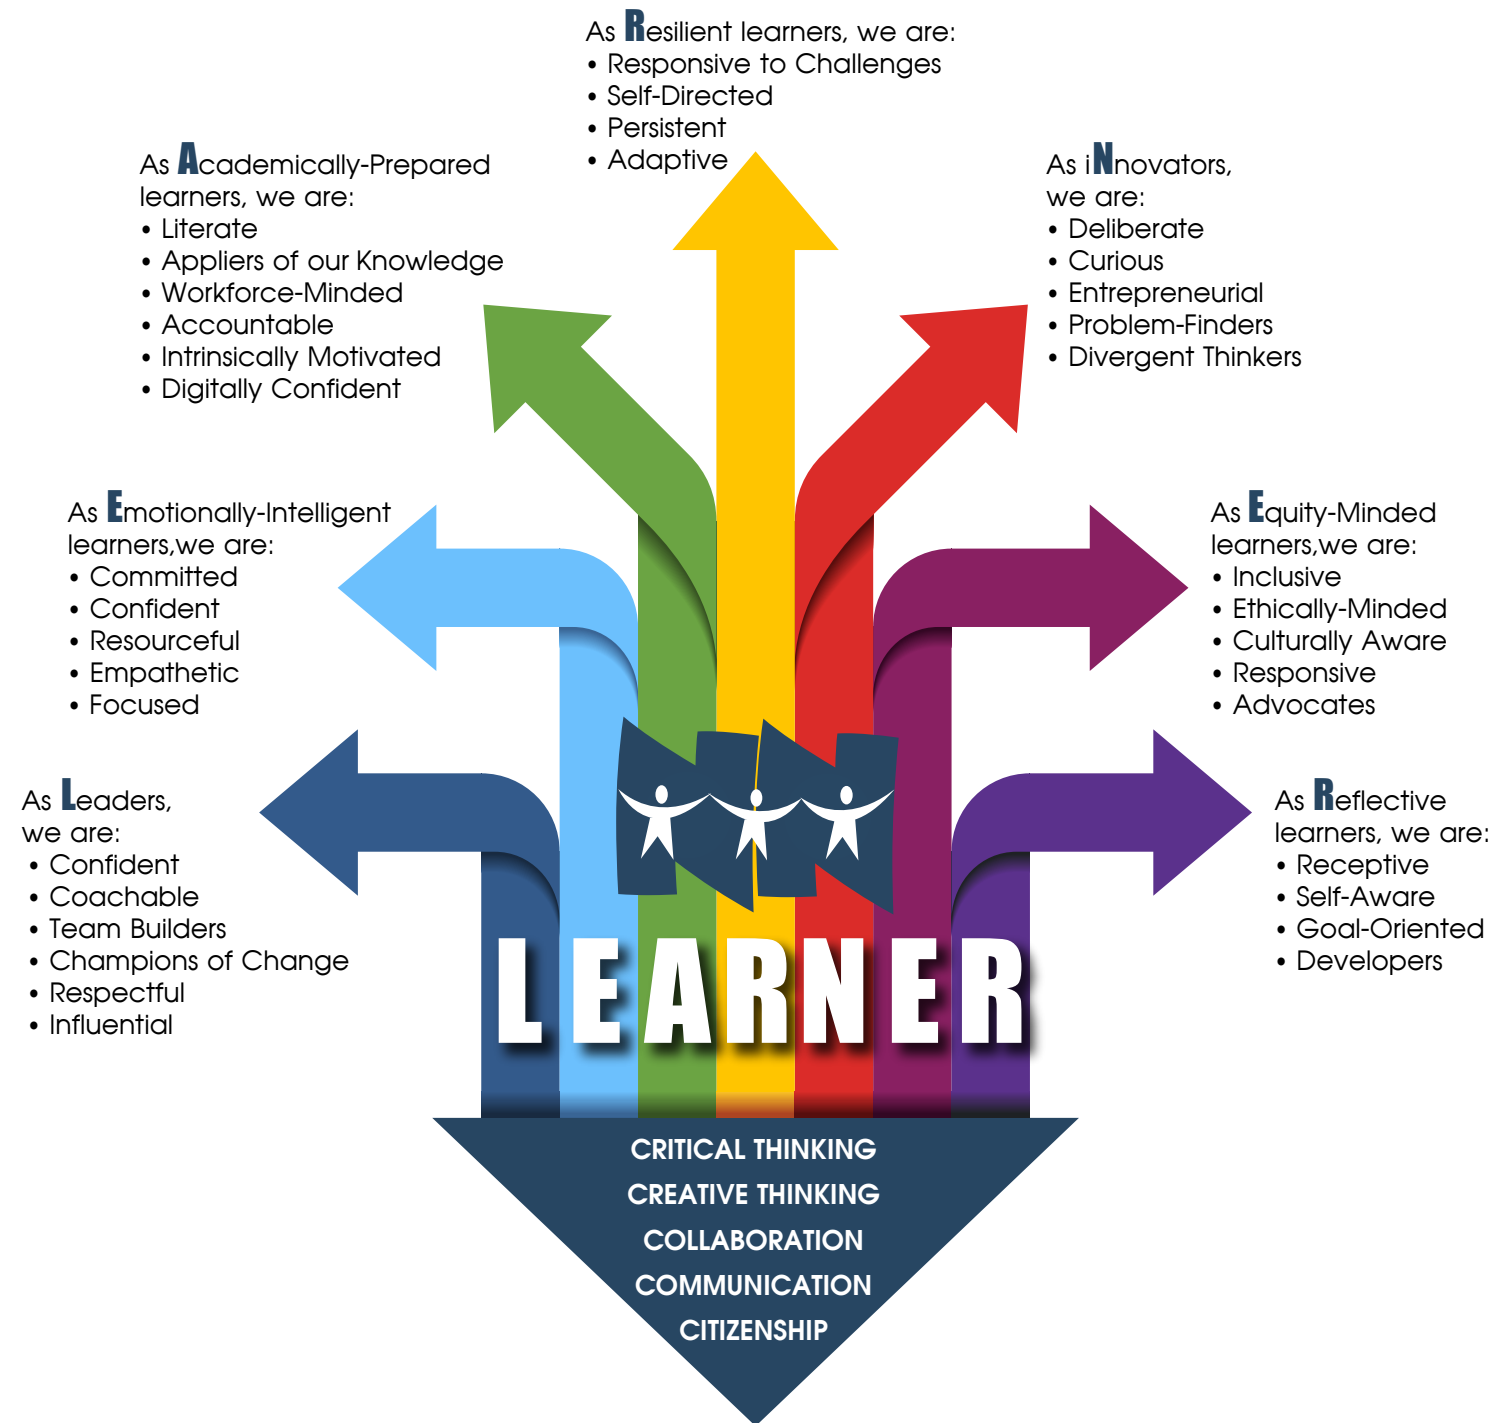 As Resilient learners, we are:
• Responsive to Challenges
• Self-Directed
• Persistent
• Adaptive
As Academically-Prepared
learners, we are:
• Literate
• Appliers of our Knowledge
• Workforce-Minded
• Accountable
• Intrinsically Motivated
• Digitally Confident
As iNnovators,
we are:
• Deliberate
• Curious
• Entrepreneurial
• Problem-Finders
• Divergent Thinkers
As Emotionally-Intelligent
learners,we are:
• Committed
• Confident
• Resourceful
• Empathetic
• Focused
As Equity-Minded
learners,we are:
• Inclusive
• Ethically-Minded
• Culturally Aware
• Responsive
• Advocates
As Leaders,
we are:
• Confident
• Coachable
• Team Builders
• Champions of Change
• Respectful
• Influential
As Reflective
learners, we are:
• Receptive
• Self-Aware
• Goal-Oriented
• Developers
LEARNER
CRITICAL THINKING
CREATIVE THINKING
COLLABORATION
COMMUNICATION
CITIZENSHIP